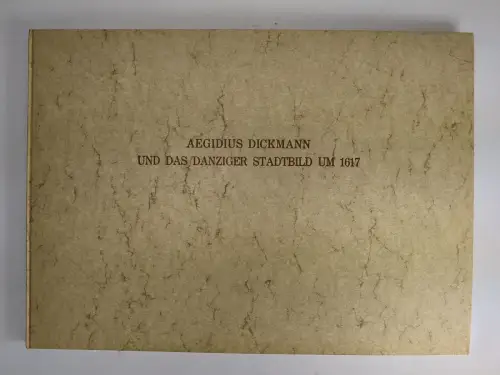 AEGIDIUS DICKMANN
UND DAS DANZIGER STADTBILD UM 1617